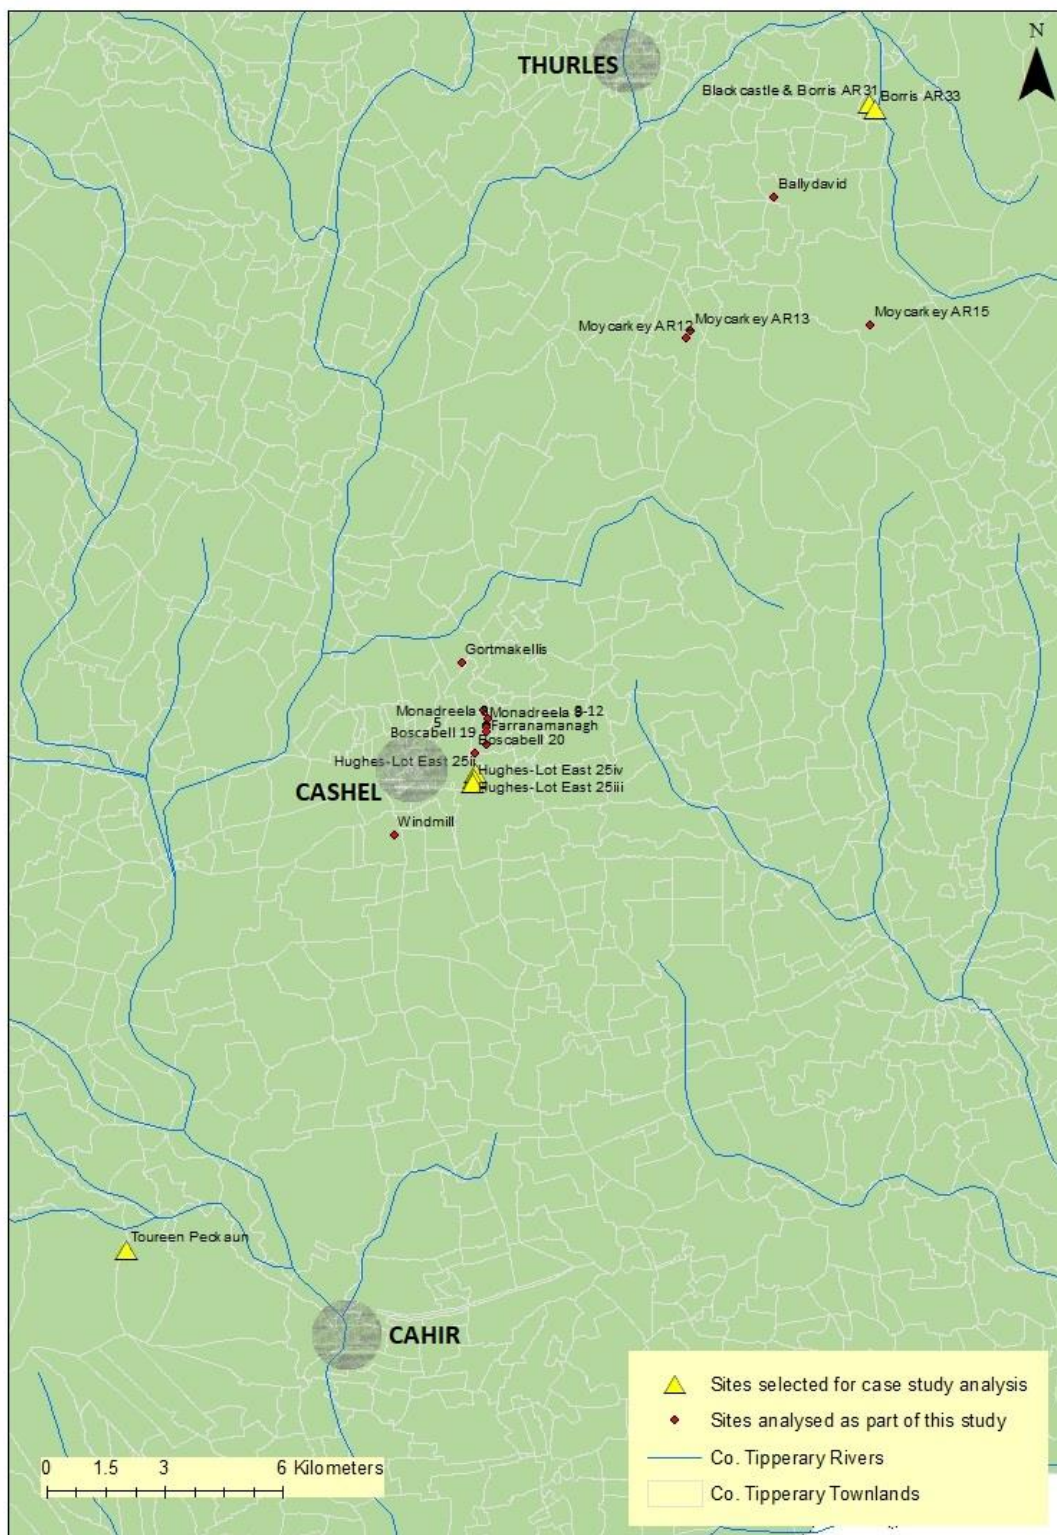 N
THURLES
Blackcastle & Borris AR31
Borris AR33
Ballydavid
Moycarkey AR12
Moycarkey AR13
Moycarkey AR15
Gortmakellis
Monadreela
Monadreela
9-12
5
Farranamanagh
Boscabell 19
Boscabell 20
Hughes-Lot East 25ii
Hughes-Lot East 25iv
CASHEL
Hughes-Lot East 25iii
Windmill
Toureen Peckaun
CAHIR
Sites selected for case study analysis
Sites analysed as part of this study
Co. Tipperary Rivers
Co. Tipperary Townlands
0 1.5 3 6 Kilometers